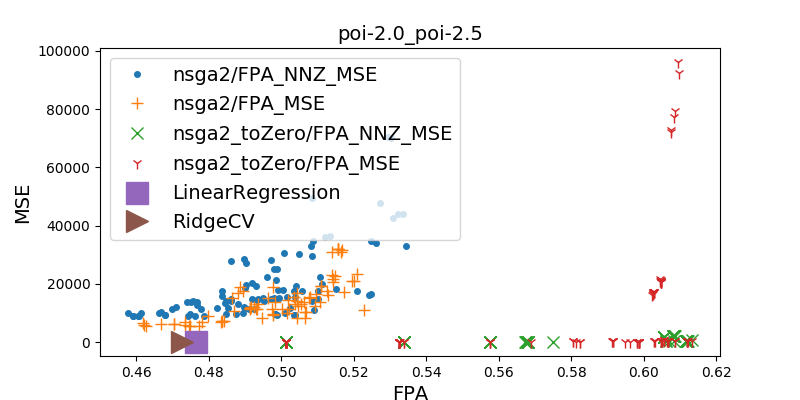 poi-2.0_poi-2.5
100000
80000
60000
40000
20000
0
MSE
nsga2/FPA_NNZ_MSE
nsga2/FPA_MSE
nsga2_toZero/FPA_NNZ_MSE
nsga2_toZero/FPA_MSE
LinearRegression
RidgeCV
0.46 0.48 0.50 0.52 0.54 0.56 0.58 0.60 0.62
FPA